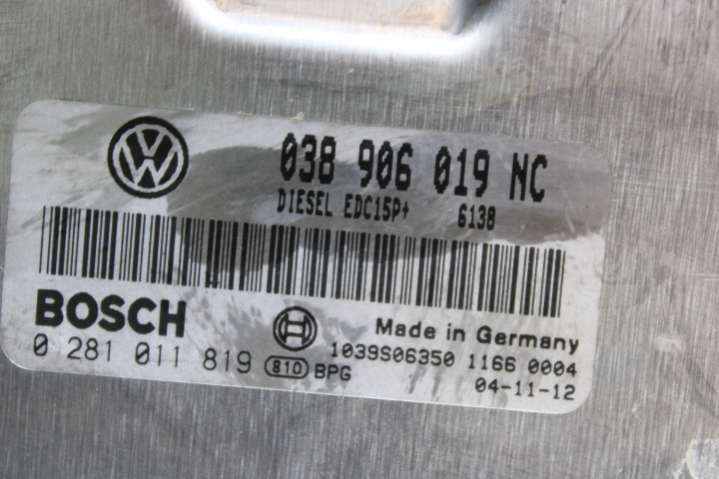 038 906 019 NC
DIESEL EDC15P+ 6138
BOSCH
Made in Germany
0 281 011 819 810 BPG
1039S06350 1166 0004
04-11-12